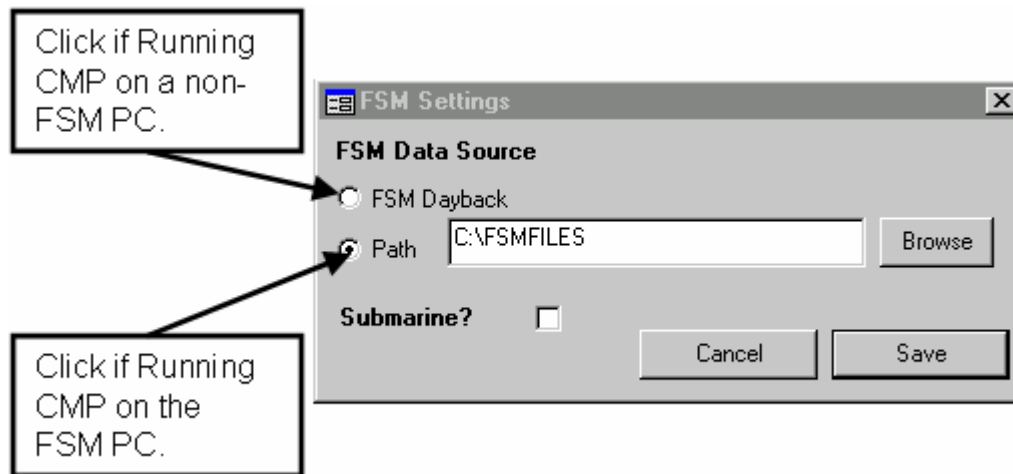 Click if Running
CMP on a non-
FSM PC.
FSM Settings
FSM Data Source
FSM Dayback
Path C:\FSMFILES Browse
Submarine?
Cancel Save
Click if Running
CMP on the
FSM PC.